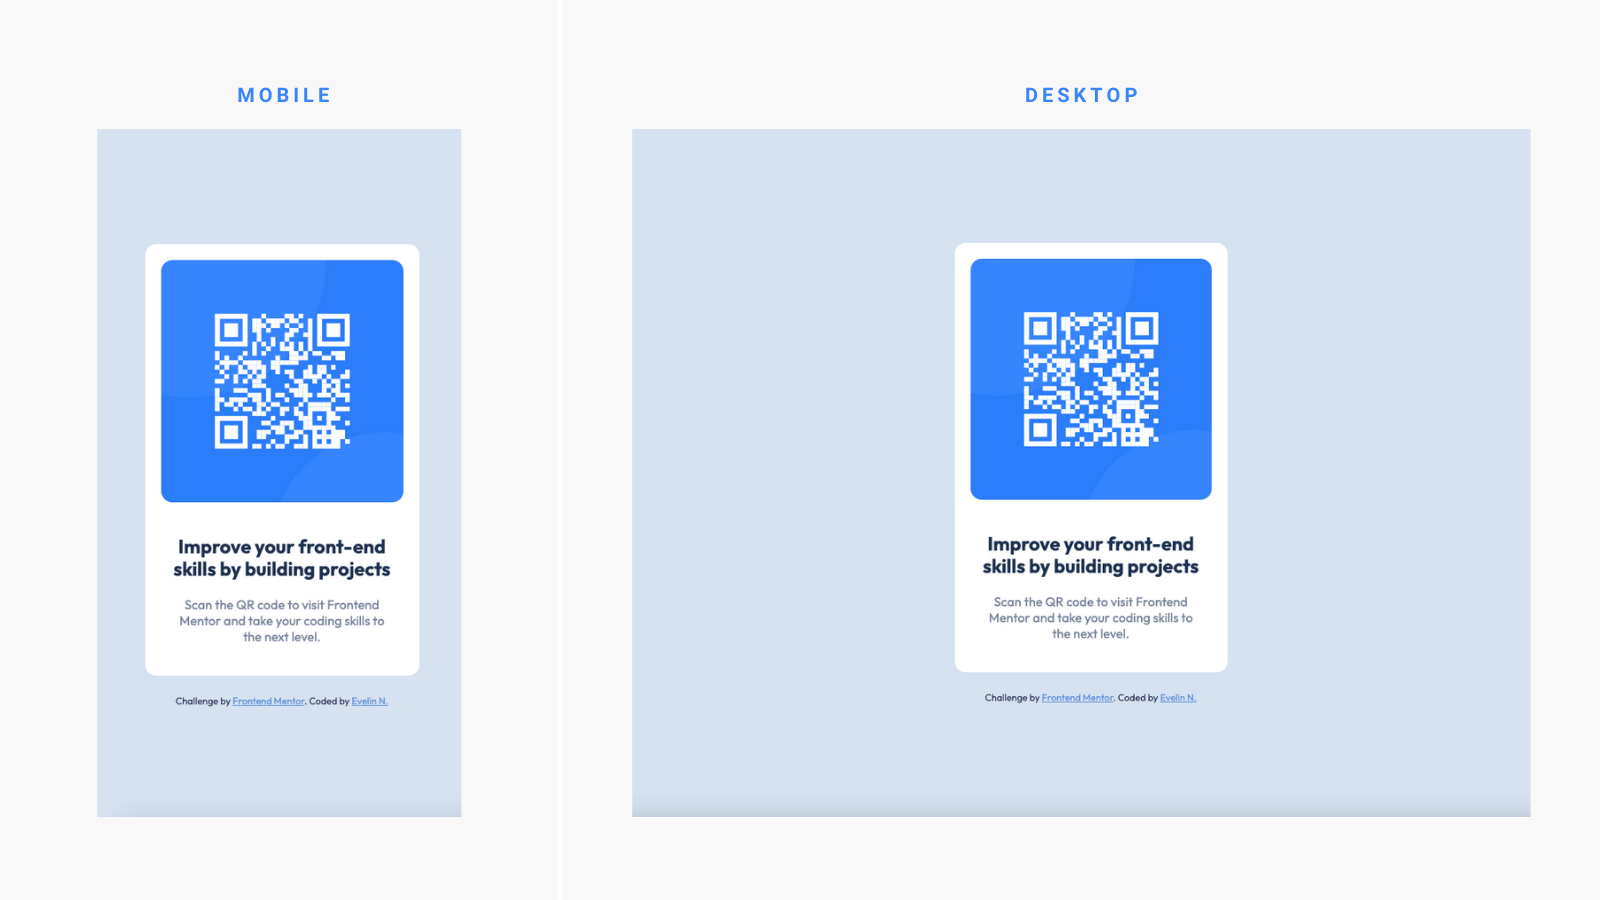 MOBILE
Improve your front-end
skills by building projects
Scan the QR code to visit Frontend
Mentor and take your coding skills to
the next level.
Challenge by Frontend Mentor. Coded by Evelin N.
DESKTOP
Improve your front-end
skills by building projects
Scan the QR code to visit Frontend
Mentor and take your coding skills to
the next level.
Challenge by Frontend Mentor. Coded by Evelin N.